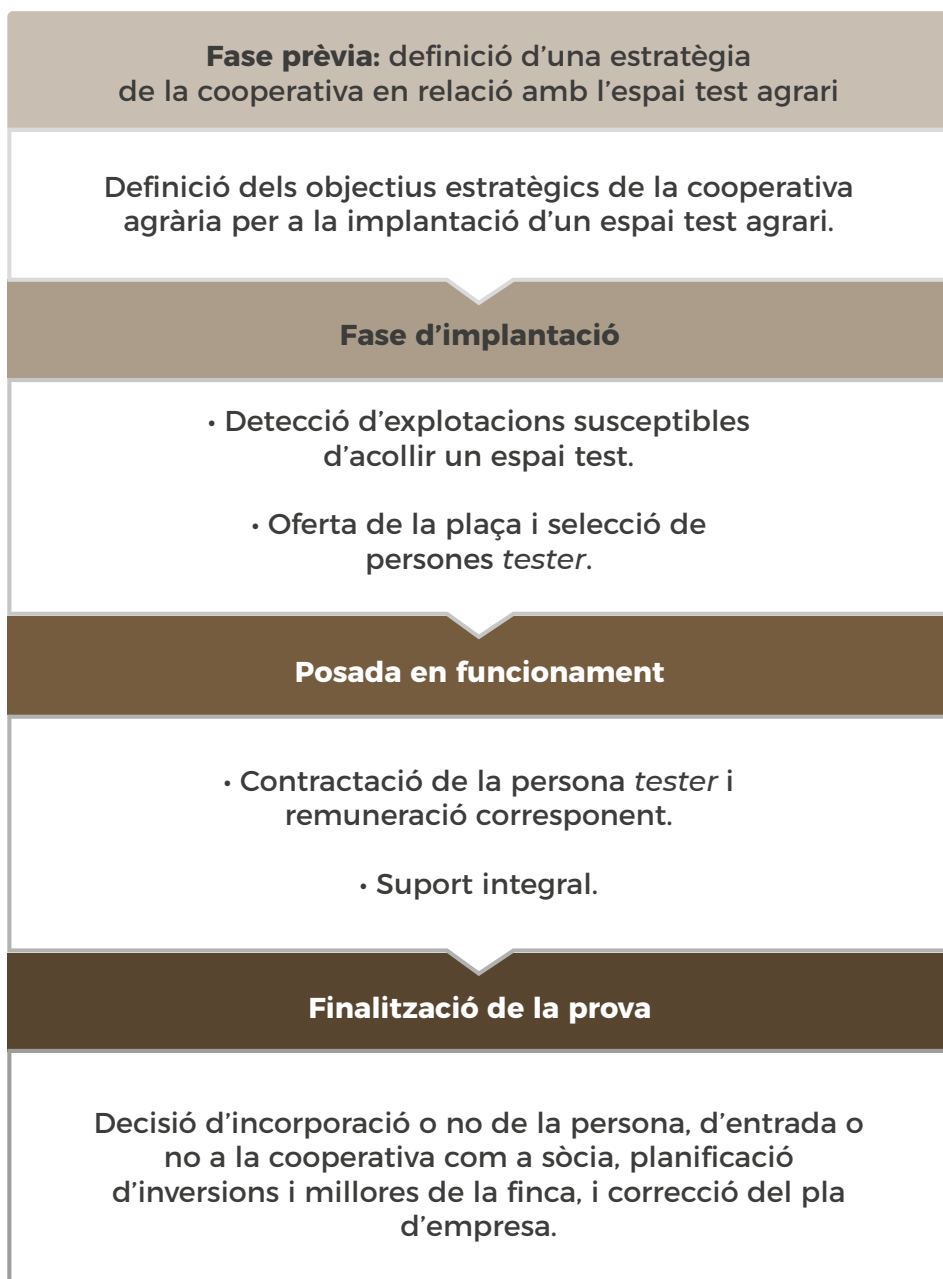 Fase prèvia: definició d’una estratègia
de la cooperativa en relació amb l’espai test agrari
Definició dels objectius estratègics de la cooperativa
agrària per a la implantació d’un espai test agrari.
Fase d’implantació
• Detecció d’explotacions susceptibles
d’acollir un espai test.
• Oferta de la plaça i selecció de
persones tester.
Posada en funcionament
• Contractació de la persona tester i
remuneració corresponent.
• Suport integral.
Finalització de la prova
Decisió d’incorporació o no de la persona, d’entrada o
no a la cooperativa com a sòcia, planificació
d’inversions i millores de la finca, i correcció del pla
d’empresa.